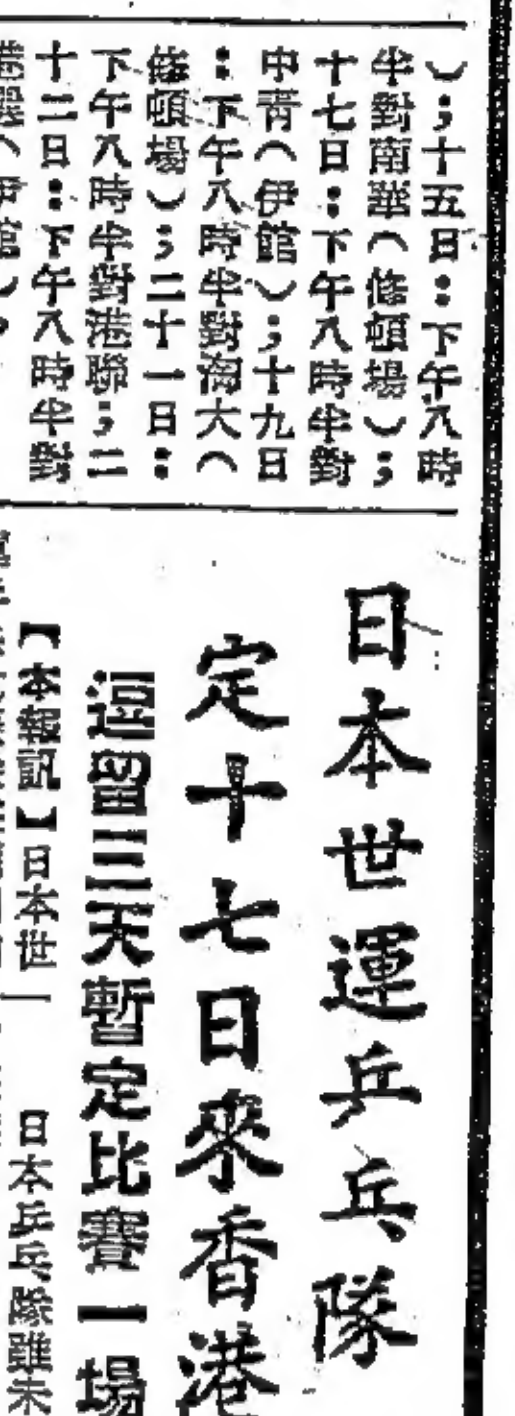 ）；十五日：下午八時
半對南華（修頓場）；
十七日：下午八時半對
中青（伊館）；十九日
：下午八時半對海大（
修頓場）；二十一日：
下午八時半對港聯；二
十二日：下午八時半對
港選（伊館）。
日本世運乒乓隊
定十七日來香港
逗留三天暫定比賽一場
【本報訊】日本世
日本乒乓隊雖未